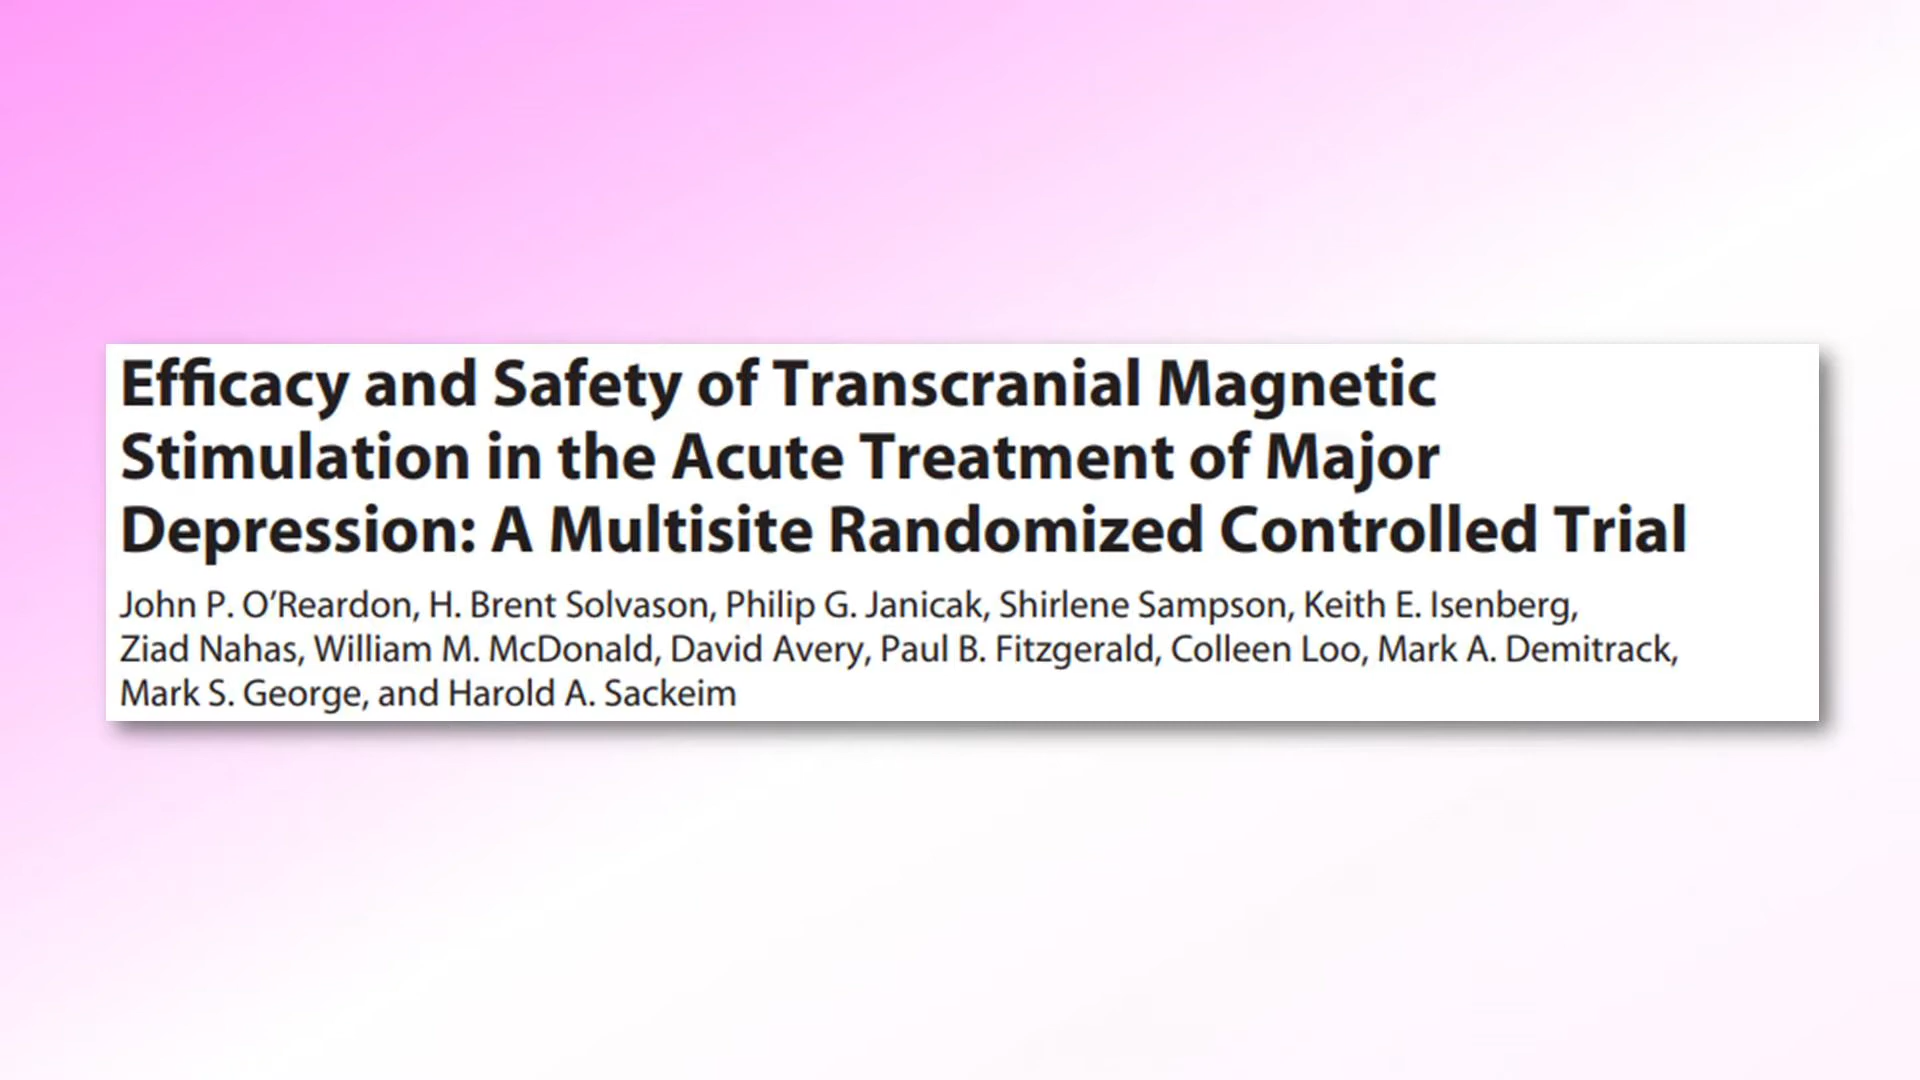 Efficacy and Safety of Transcranial Magnetic
Stimulation in the Acute Treatment of Major
Depression: A Multisite Randomized Controlled Trial
John P. O’Reardon, H. Brent Solvason, Philip G. Janicak, Shirlene Sampson, Keith E. Isenberg,
Ziad Nahas, William M. McDonald, David Avery, Paul B. Fitzgerald, Colleen Loo, Mark A. Demitrack,
Mark S. George, and Harold A. Sackeim